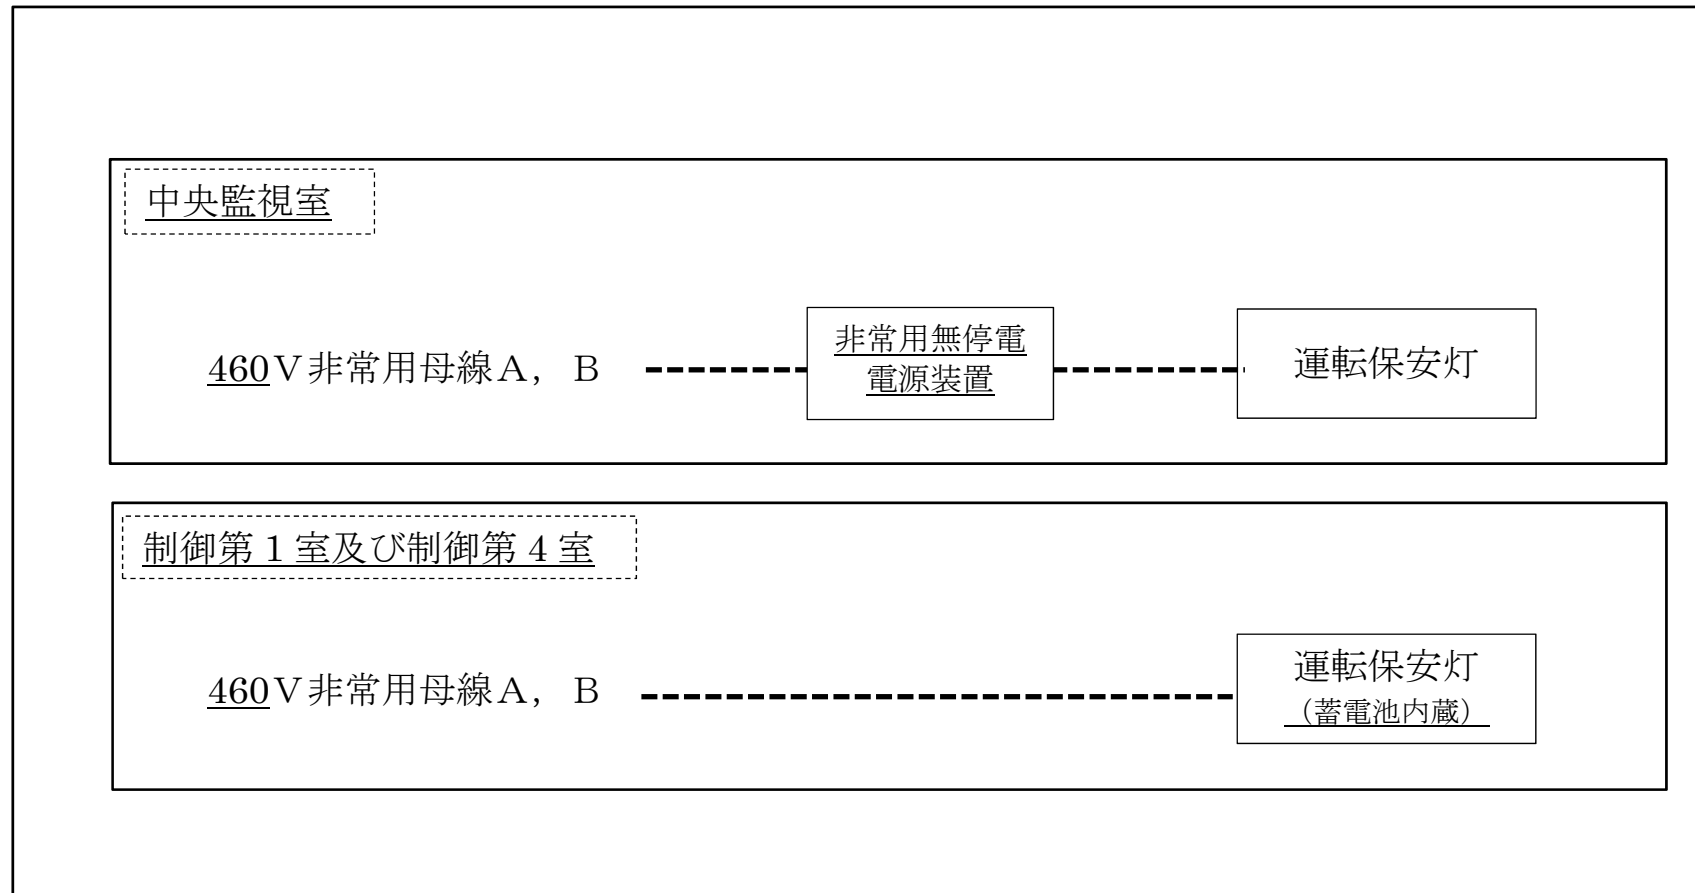 中央監視室
460V非常用母線A, B
非常用無停電
電源装置
運転保安灯
制御第1室及び制御第4室
460V非常用母線A, B
運転保安灯
(蓄電池内蔵)